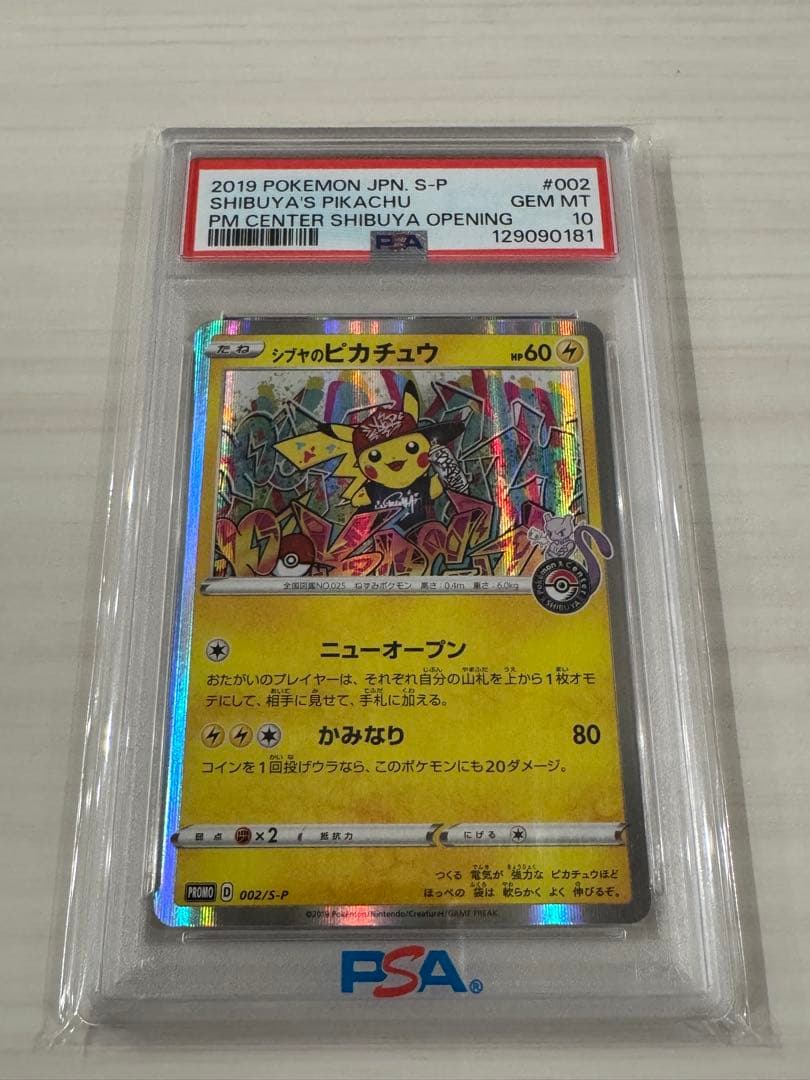 2019 POKEMON JPN. S-P #002
SHIBUYA'S PIKACHU GEM MT
PM CENTER SHIBUYA OPENING 10
PSA 129090181
たね シブヤのピカチュウ HP60
全国図鑑NO.025 ねずみポケモン 高さ:0.4m 重さ:6.0kg
Pokémon Center
SHIBUYA
ニューオープン
おたがいのプレイヤーは、それぞれ自分の山札を上から1枚オモ
テにして、相手に見せて、手札に加える。
かみなり 80
コインを1回投げウラなら、このポケモンにも20ダメージ。
弱点 ×2 抵抗力 にげる
つくる 電気が 強力な ピカチュウほど
ほっぺの 袋は 軟らかく よく 伸びるぞ。
PROMO D 002/S-P
©2019 Pokémon/Nintendo/Creatures/GAME FREAK.
PSA®